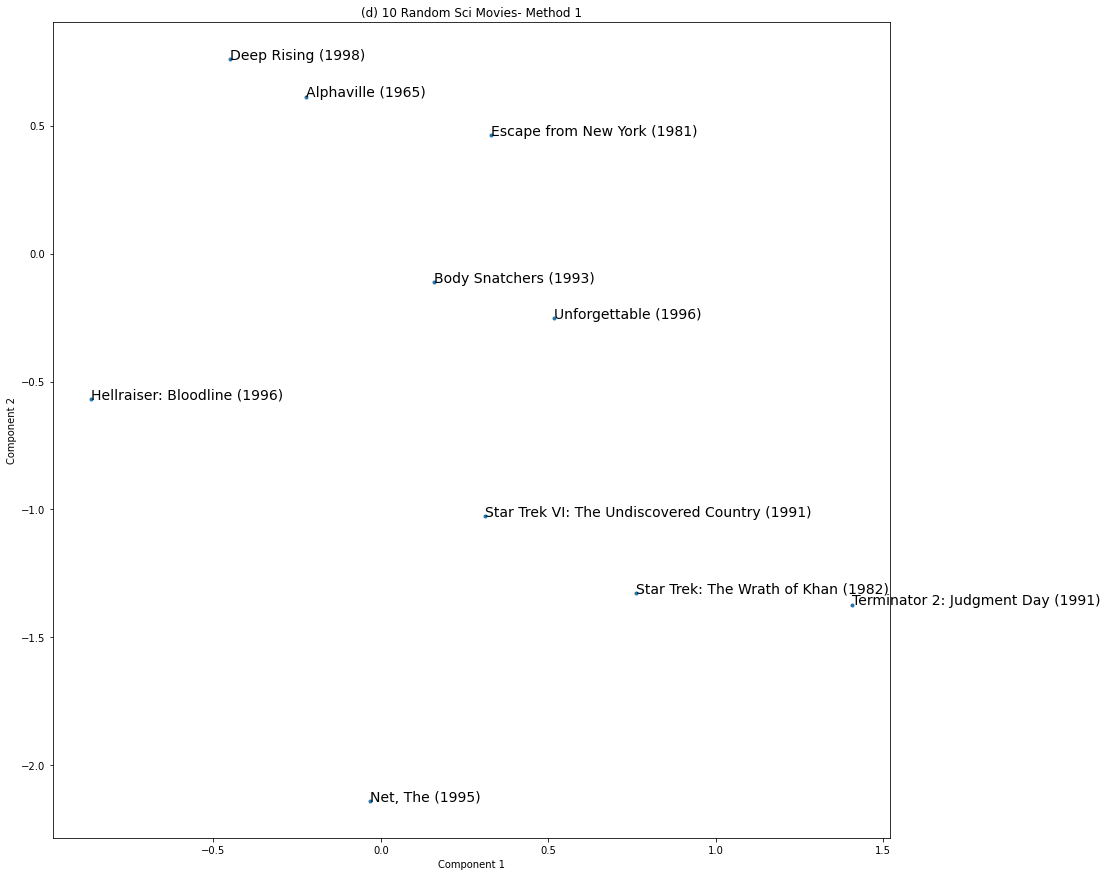 (d) 10 Random Sci Movies- Method 1
Deep Rising (1998)
Alphaville (1965)
0.5
Escape from New York (1981)
0.0
Body Snatchers (1993)
Unforgettable (1996)
−0.5
Hellraiser: Bloodline (1996)
Component 2
−1.0
Star Trek VI: The Undiscovered Country (1991)
Star Trek: The Wrath of Khan (1982)
Terminator 2: Judgment Day (1991)
−1.5
−2.0
Net, The (1995)
−0.5 0.0 0.5 1.0 1.5
Component 1